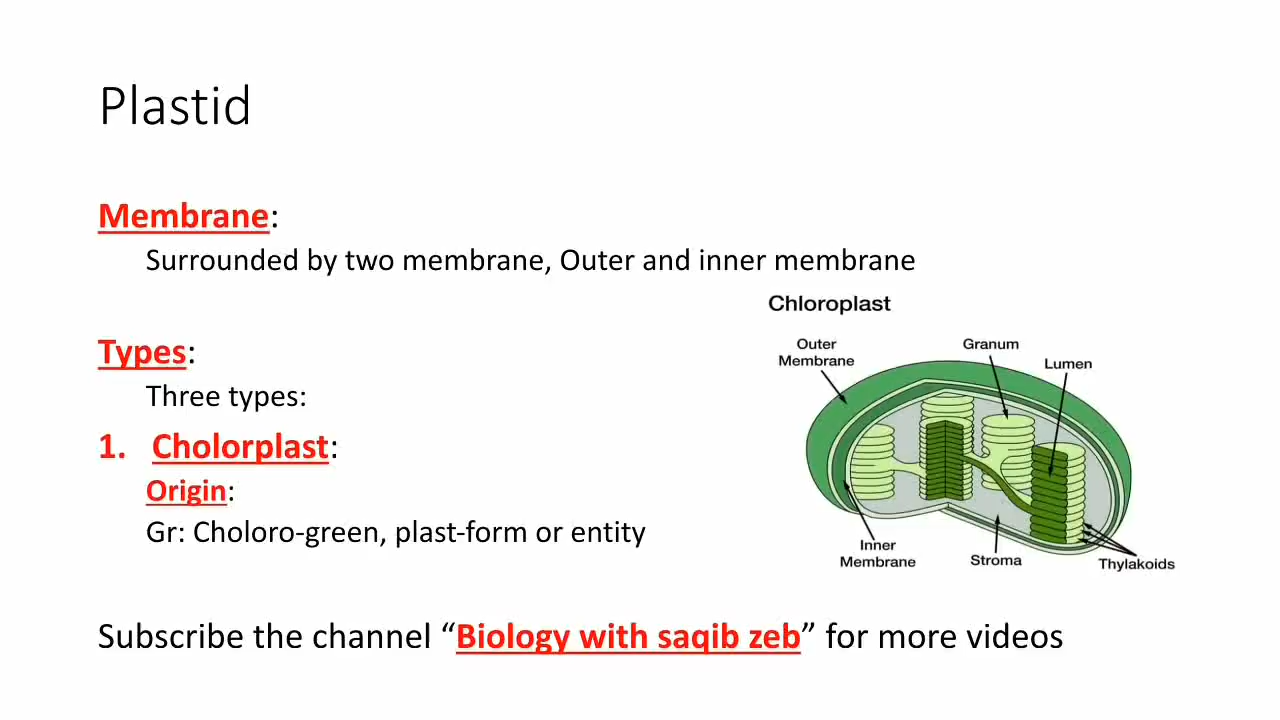 Plastid
Membrane:
Surrounded by two membrane, Outer and inner membrane
Chloroplast
Outer
Membrane
Granum
Lumen
Types:
Three types:
1. Cholorplast:
Origin:
Gr: Choloro-green, plast-form or entity
Inner
Membrane
Stroma
Thylakoids
Subscribe the channel “Biology with saqib zeb” for more videos